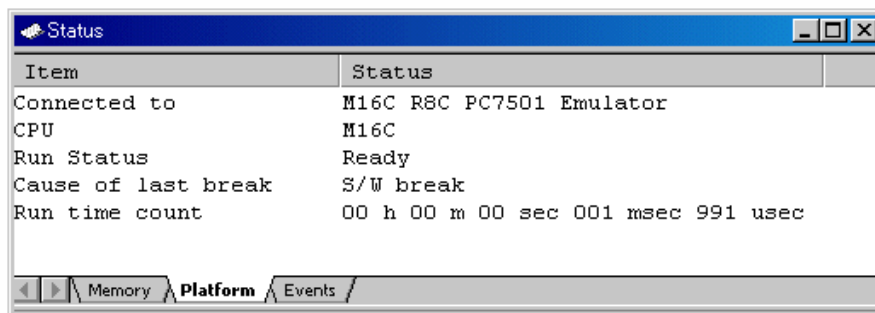 Status
Item Status
Connected to M16C R8C PC7501 Emulator
CPU M16C
Run Status Ready
Cause of last break S/W break
Run time count 00 h 00 m 00 sec 001 msec 991 usec
Memory Platform Events